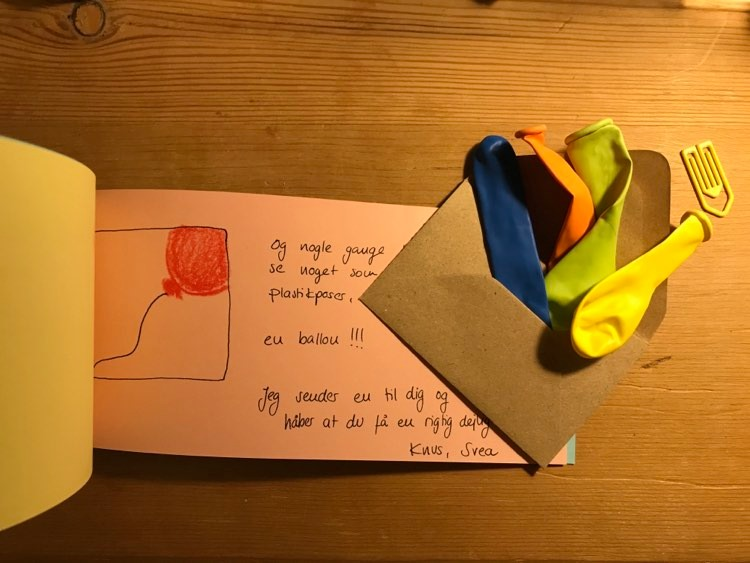 Og nogle gange
se noget som
plastikposer,
en ballon !!!
Jeg sender en til dig og
håber at du få en rigtig dejlig
Knus, Svea